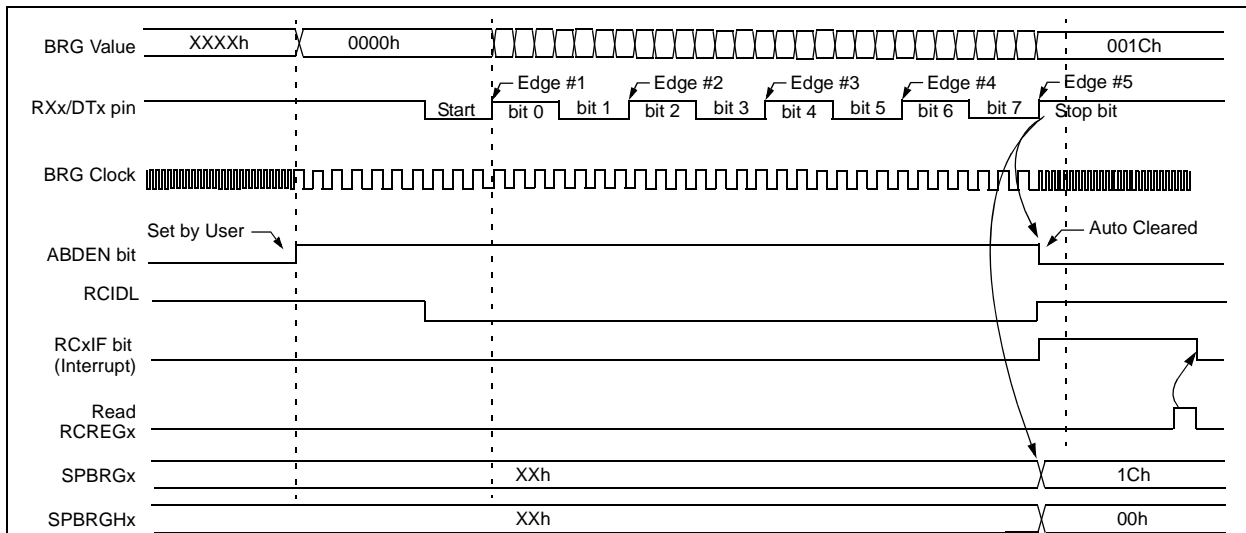 BRG Value XXXXh 0000h 001Ch
Edge #1 Edge #2 Edge #3 Edge #4 Edge #5
RXx/DTx pin Start bit 0 bit 1 bit 2 bit 3 bit 4 bit 5 bit 6 bit 7 Stop bit
BRG Clock
Set by User Auto Cleared
ABDEN bit
RCIDL
RCxIF bit
(Interrupt)
Read
RCREGx
SPBRGx XXh 1Ch
SPBRGHx XXh 00h